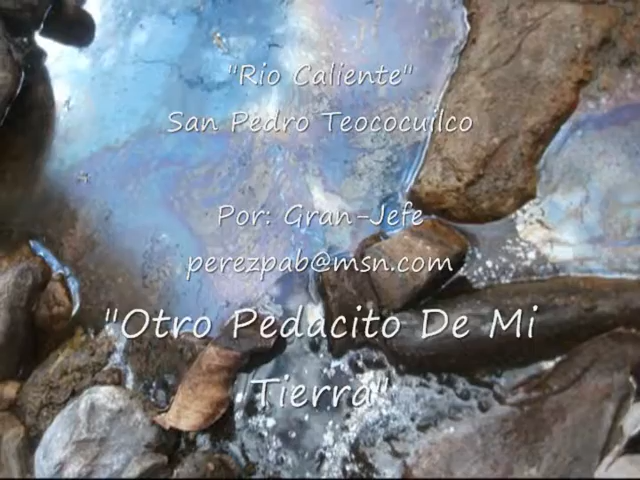 "Rio Caliente"
San Pedro Teococuilco
Por: Gran-Jefe
perezpab@msn.com
"Otro Pedacito De Mi
Tierra"